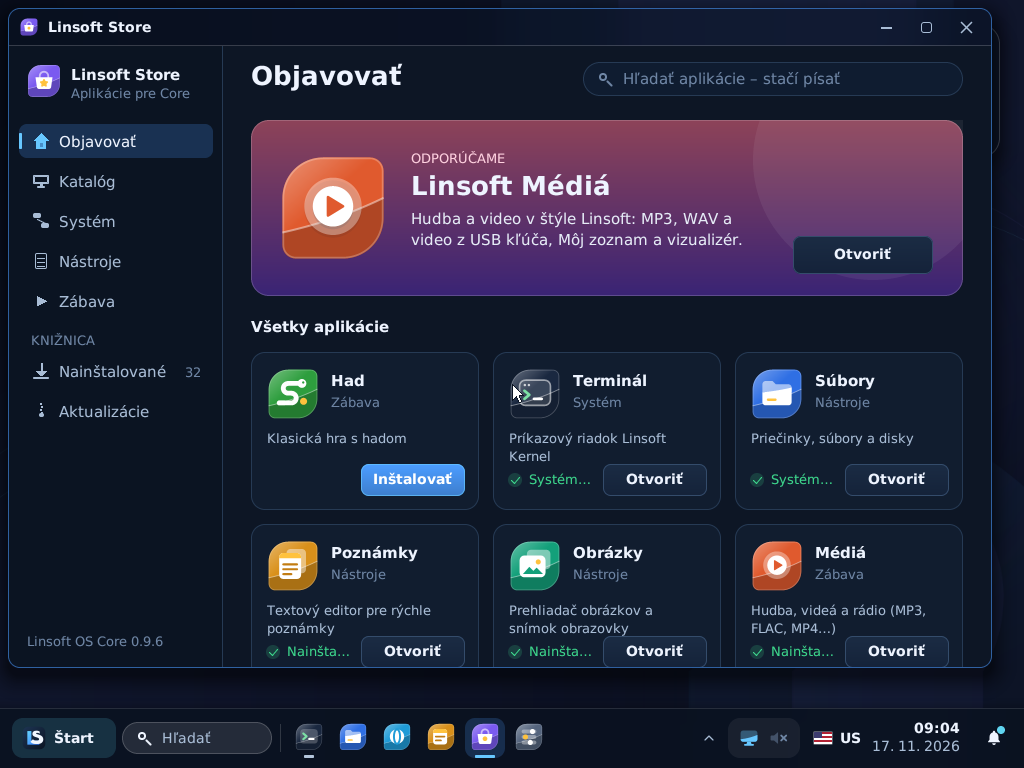 Linsoft Store
Linsoft Store
Aplikácie pre Core
Objavovať
Katalóg
Systém
Nástroje
Zábava
KNIŽNICA
Nainštalované 32
Aktualizácie
Linsoft OS Core 0.9.6
Objavovať
Hľadať aplikácie – stačí písať
ODPORÚČAME
Linsoft Médiá
Hudba a video v štýle Linsoft: MP3, WAV a
video z USB kľúča, Môj zoznam a vizualizér.
Otvoriť
Všetky aplikácie
Had
Zábava
Klasická hra s hadom
Inštalovať
Terminál
Systém
Príkazový riadok Linsoft
Kernel
Systém...
Otvoriť
Súbory
Nástroje
Priečinky, súbory a disky
Systém...
Otvoriť
Poznámky
Nástroje
Textový editor pre rýchle
poznámky
Nainšta...
Otvoriť
Obrázky
Nástroje
Prehliadač obrázkov a
snímok obrazovky
Nainšta...
Otvoriť
Médiá
Zábava
Hudba, videá a rádio (MP3,
FLAC, MP4...)
Nainšta...
Otvoriť
Štart
Hľadať
US
09:04
17. 11. 2026